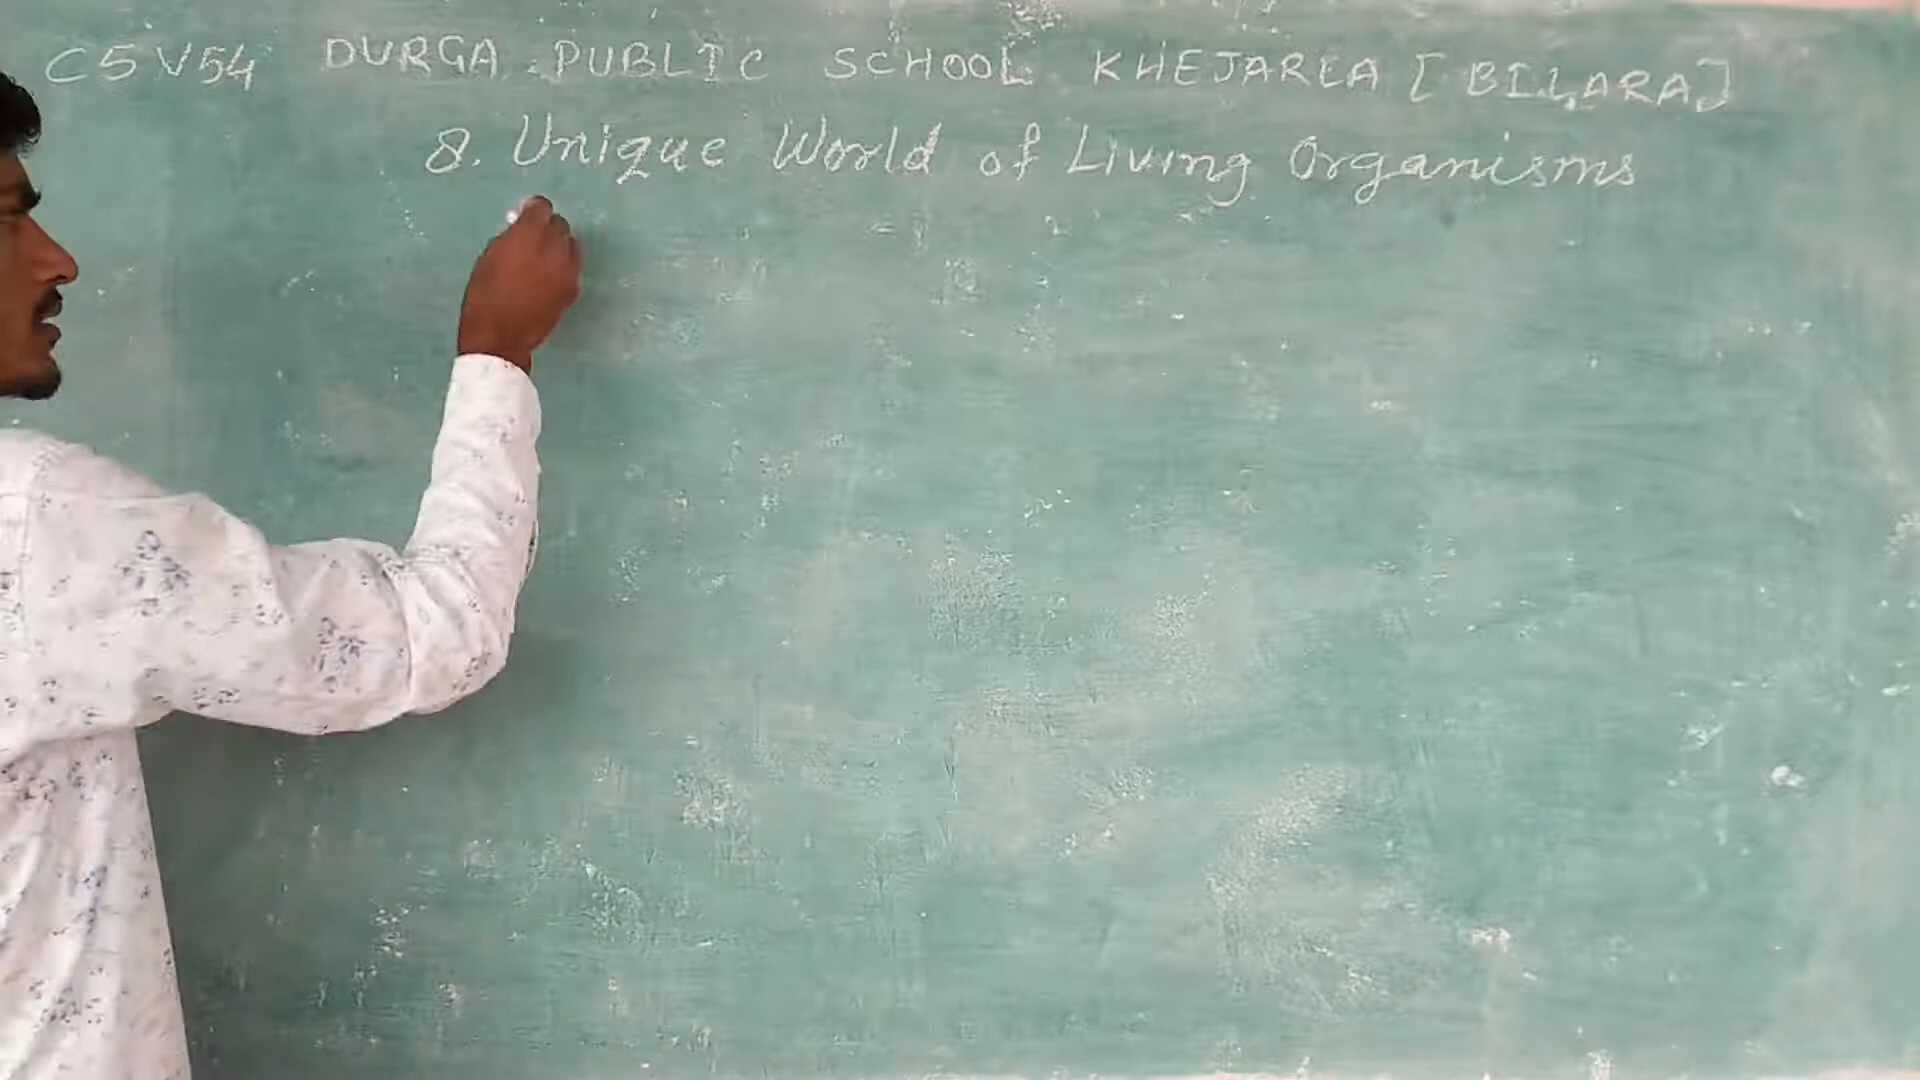 C5V54 DURGA PUBLIC SCHOOL KHEJARLA [BILARA]
8. Unique World of Living Organisms